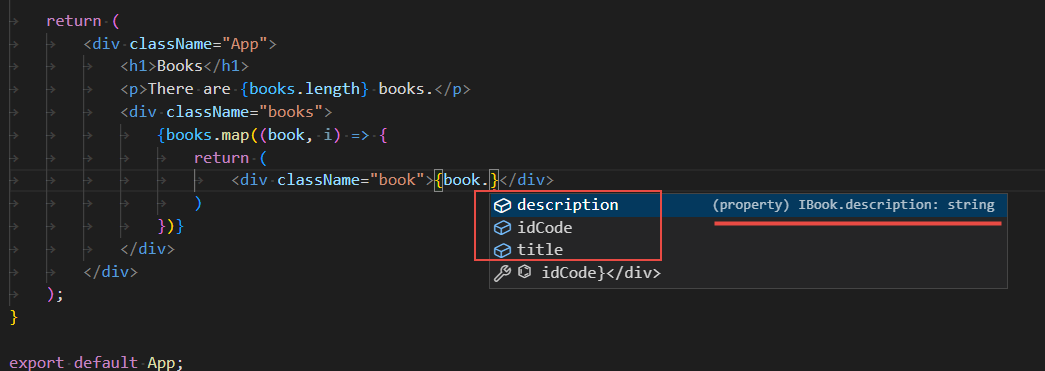 return (
<div className="App">
<h1>Books</h1>
<p>There are {books.length} books.</p>
<div className="books">
{books.map((book, i) => {
return (
<div className="book">{book.}</div>
description (property) IBook.description: string
)
idCode
})}
title
</div>
idCode}</div>
</div>
);
}
export default App;